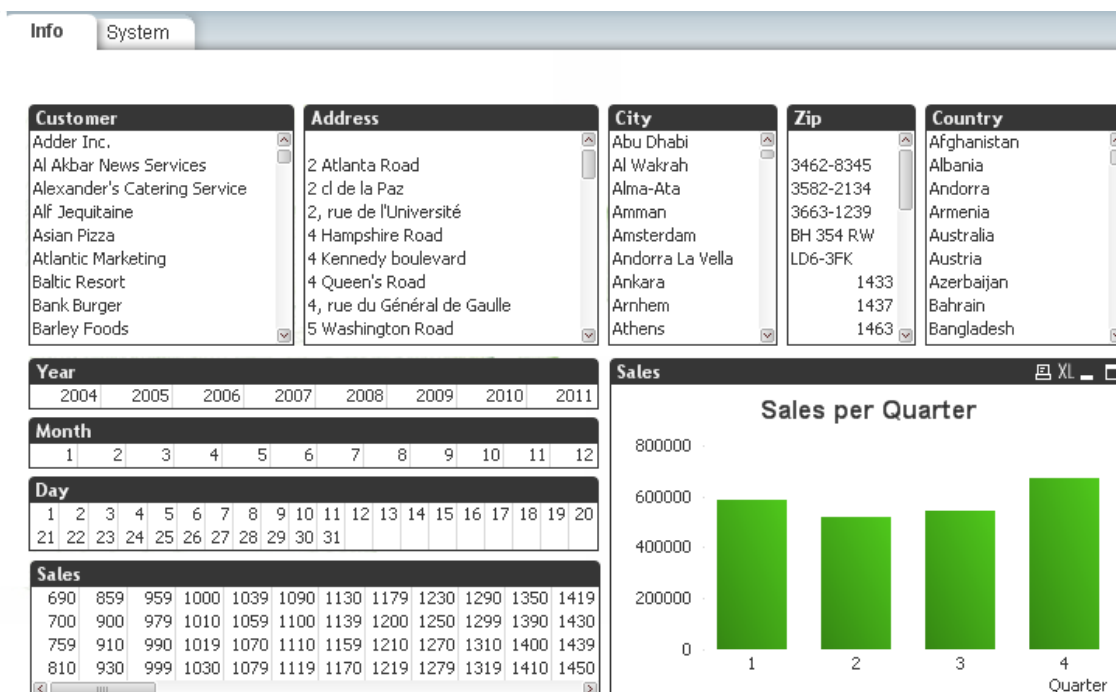 Info System
Customer
Adder Inc.
Al Akbar News Services
Alexander's Catering Service
Alf Jequitaine
Asian Pizza
Atlantic Marketing
Baltic Resort
Bank Burger
Barley Foods
Address
2 Atlanta Road
2 cl de la Paz
2, rue de l'Université
4 Hampshire Road
4 Kennedy boulevard
4 Queen's Road
4, rue du Général de Gaulle
5 Washington Road
City
Abu Dhabi
Al Wakrah
Alma-Ata
Amman
Amsterdam
Andorra La Vella
Ankara
Arnhem
Athens
Zip
3462-8345
3582-2134
3663-1239
BH 354 RW
LD6-3FK
1433
1437
1463
Country
Afghanistan
Albania
Andorra
Armenia
Australia
Austria
Azerbaijan
Bahrain
Bangladesh
Year
2004 2005 2006 2007 2008 2009 2010 2011
Month
1 2 3 4 5 6 7 8 9 10 11 12
Day
1 2 3 4 5 6 7 8 9 10 11 12 13 14 15 16 17 18 19 20
21 22 23 24 25 26 27 28 29 30 31
Sales
690 859 959 1000 1039 1090 1130 1179 1230 1290 1350 1419
700 900 979 1010 1059 1100 1139 1200 1250 1299 1390 1430
759 910 990 1019 1070 1110 1159 1210 1270 1310 1400 1439
810 930 999 1030 1079 1119 1170 1219 1279 1319 1410 1450
Sales XL
Sales per Quarter
800000
600000
400000
200000
0
1 2 3 4
Quarter